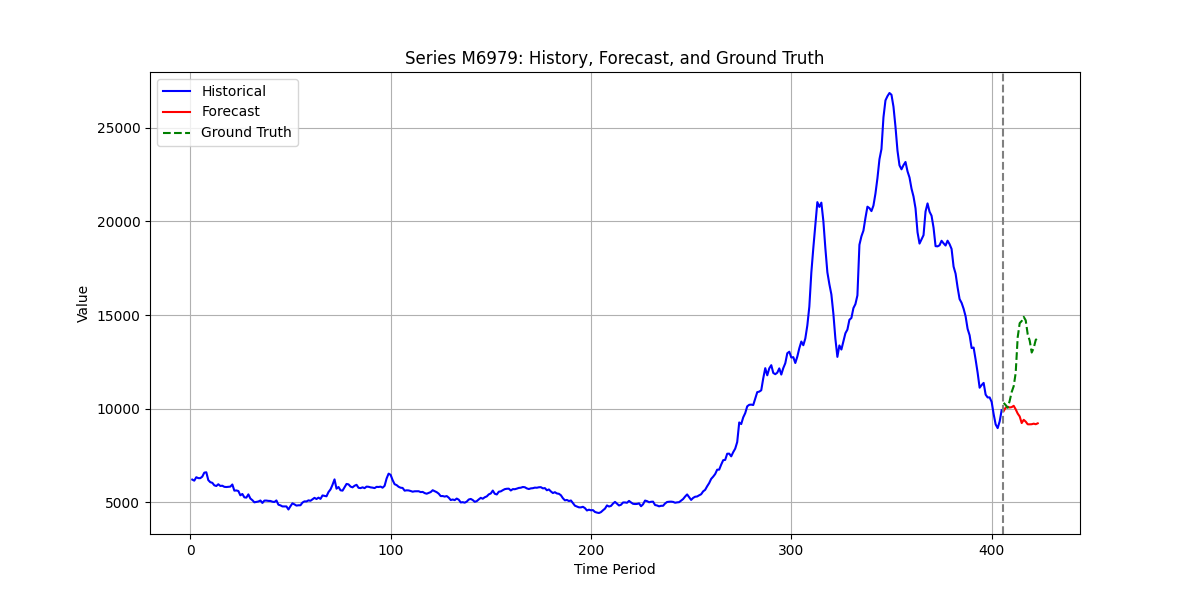 Series M6979: History, Forecast, and Ground Truth
Historical
Forecast
Ground Truth
25000
20000
15000
10000
5000
Value
0 100 200 300 400
Time Period